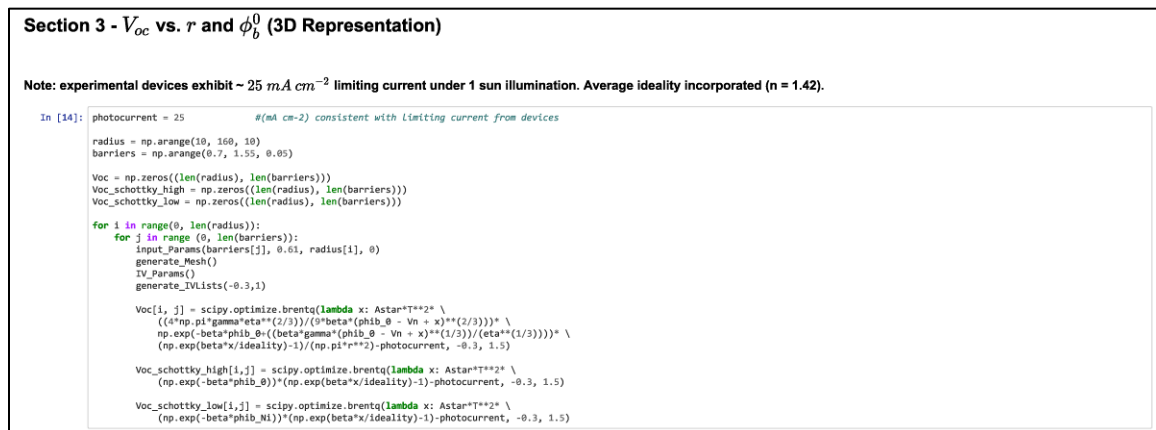 Section 3 - V_oc vs. r and ϕ_b^0 (3D Representation)
Note: experimental devices exhibit ~ 25 mA cm^−2 limiting current under 1 sun illumination. Average ideality incorporated (n = 1.42).
In [14]: photocurrent = 25 #(mA cm-2) consistent with limiting current from devices
radius = np.arange(10, 160, 10)
barriers = np.arange(0.7, 1.55, 0.05)
Voc = np.zeros((len(radius), len(barriers)))
Voc_schottky_high = np.zeros((len(radius), len(barriers)))
Voc_schottky_low = np.zeros((len(radius), len(barriers)))
for i in range(0, len(radius)):
for j in range (0, len(barriers)):
input_Params(barriers[j], 0.61, radius[i], 0)
generate_Mesh()
IV_Params()
generate_IVLists(-0.3,1)
Voc[i, j] = scipy.optimize.brentq(lambda x: Astar*T**2* \
((4*np.pi*gamma*eta**(2/3))/(9*beta*(phib_0 - Vn + x)**(2/3)))* \
np.exp(-beta*phib_0+((beta*gamma*(phib_0 - Vn + x)**(1/3))/(eta**(1/3))))* \
(np.exp(beta*x/ideality)-1)/(np.pi*r**2)-photocurrent, -0.3, 1.5)
Voc_schottky_high[i,j] = scipy.optimize.brentq(lambda x: Astar*T**2* \
(np.exp(-beta*phib_0))*(np.exp(beta*x/ideality)-1)-photocurrent, -0.3, 1.5)
Voc_schottky_low[i,j] = scipy.optimize.brentq(lambda x: Astar*T**2* \
(np.exp(-beta*phib_Ni))*(np.exp(beta*x/ideality)-1)-photocurrent, -0.3, 1.5)